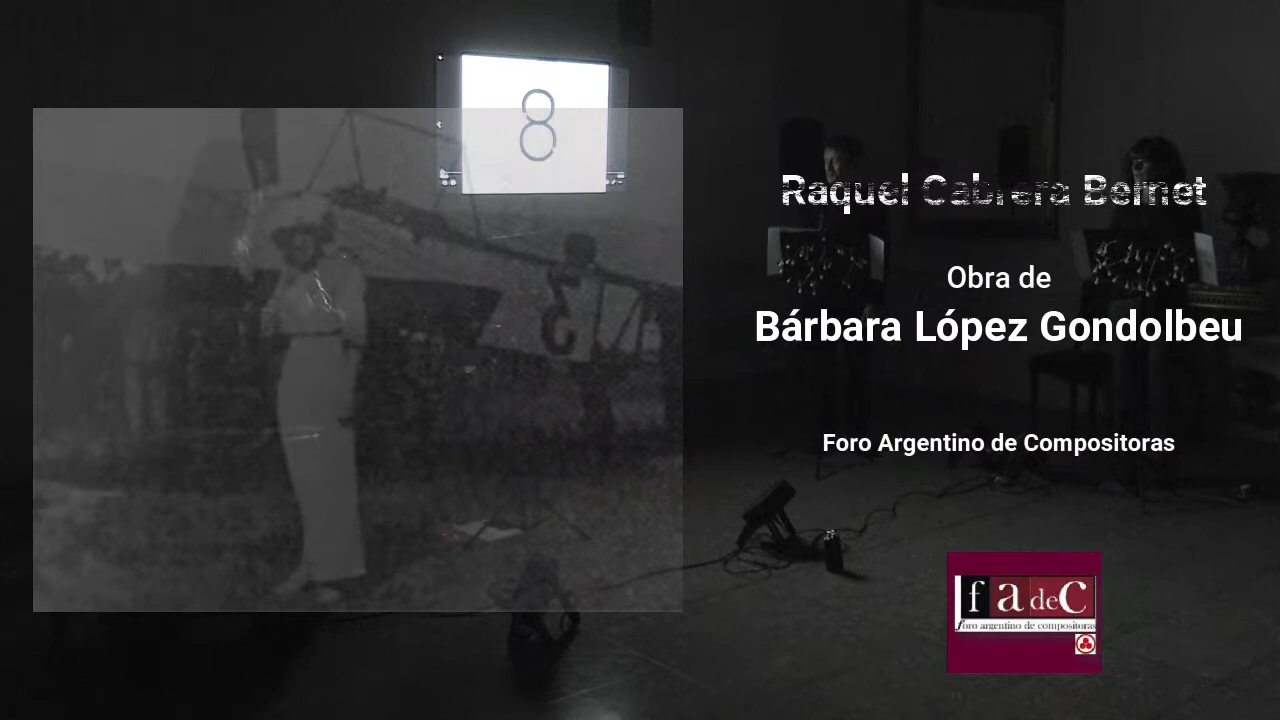 8
Raquel Cabrera Bernet
Obra de
Bárbara López Gondolbeu
Foro Argentino de Compositoras
f a de C
foro argentino de compositoras